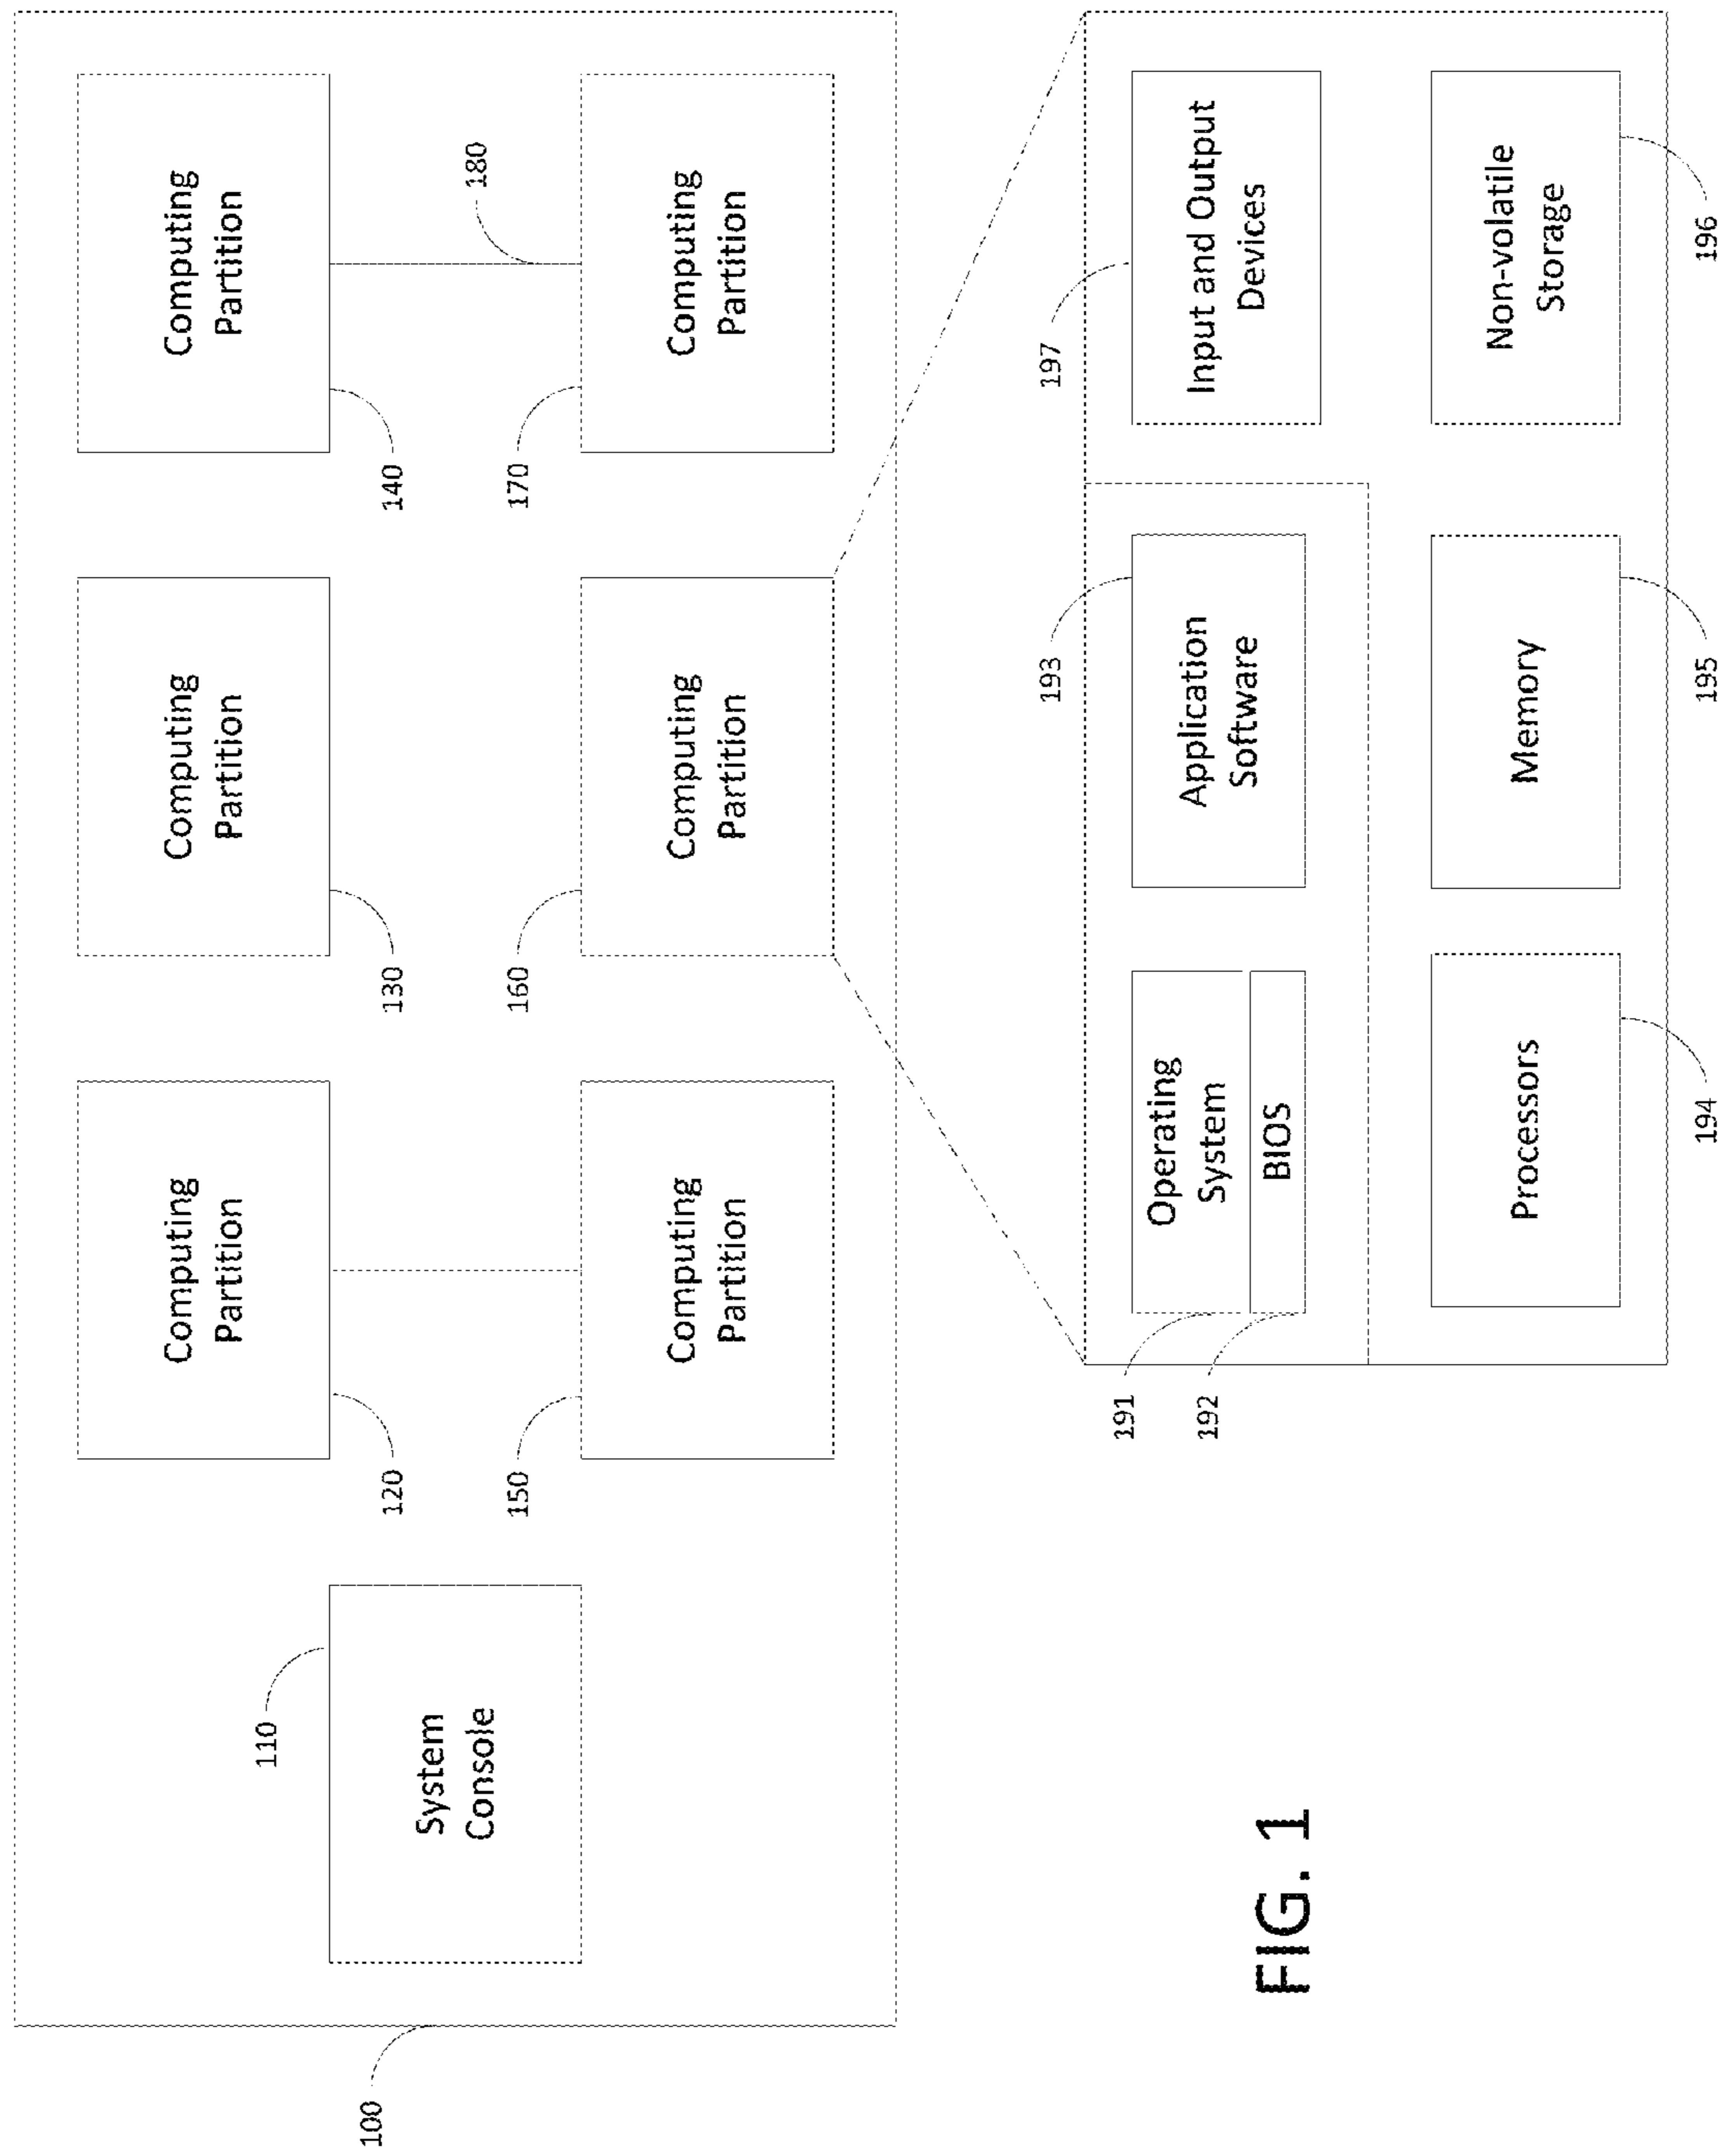 100
110
System
Console
120
Computing
Partition
130
Computing
Partition
140
Computing
Partition
150
Computing
Partition
160
Computing
Partition
170
Computing
Partition
180
191
Operating
System
192
BIOS
193
Application
Software
197
Input and Output
Devices
Processors
194
Memory
195
Non-volatile
Storage
196
FIG. 1